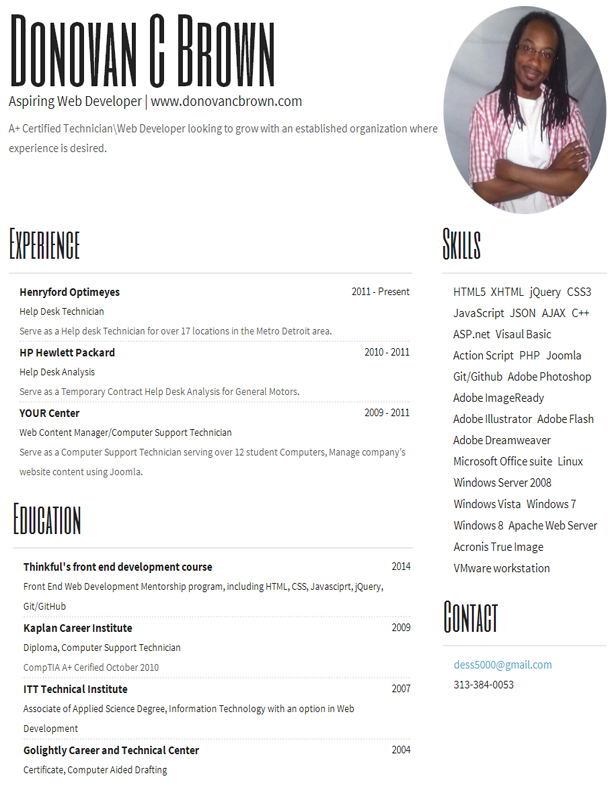 DONOVAN C BROWN
Aspiring Web Developer | www.donovancbrown.com
A+ Certified Technician\Web Developer looking to grow with an established organization where
experience is desired.
EXPERIENCE
Henryford Optimeyes 2011 - Present
Help Desk Technician
Serve as a Help desk Technician for over 17 locations in the Metro Detroit area.
HP Hewlett Packard 2010 - 2011
Help Desk Analysis
Serve as a Temporary Contract Help Desk Analysis for General Motors.
YOUR Center 2009 - 2011
Web Content Manager/Computer Support Technician
Serve as a Computer Support Technician serving over 12 student Computers, Manage company's
website content using Joomla.
EDUCATION
Thinkful's front end development course 2014
Front End Web Development Mentorship program, including HTML, CSS, Javasciprt, jQuery,
Git/GitHub
Kaplan Career Institute 2009
Diploma, Computer Support Technician
CompTIA A+ Cerified October 2010
ITT Technical Institute 2007
Associate of Applied Science Degree, Information Technology with an option in Web
Development
Golightly Career and Technical Center 2004
Certificate, Computer Aided Drafting
SKILLS
HTML5 XHTML jQuery CSS3
JavaScript JSON AJAX C++
ASP.net Visaul Basic
Action Script PHP Joomla
Git/Github Adobe Photoshop
Adobe ImageReady
Adobe Illustrator Adobe Flash
Adobe Dreamweaver
Microsoft Office suite Linux
Windows Server 2008
Windows Vista Windows 7
Windows 8 Apache Web Server
Acronis True Image
VMware workstation
CONTACT
dess5000@gmail.com
313-384-0053